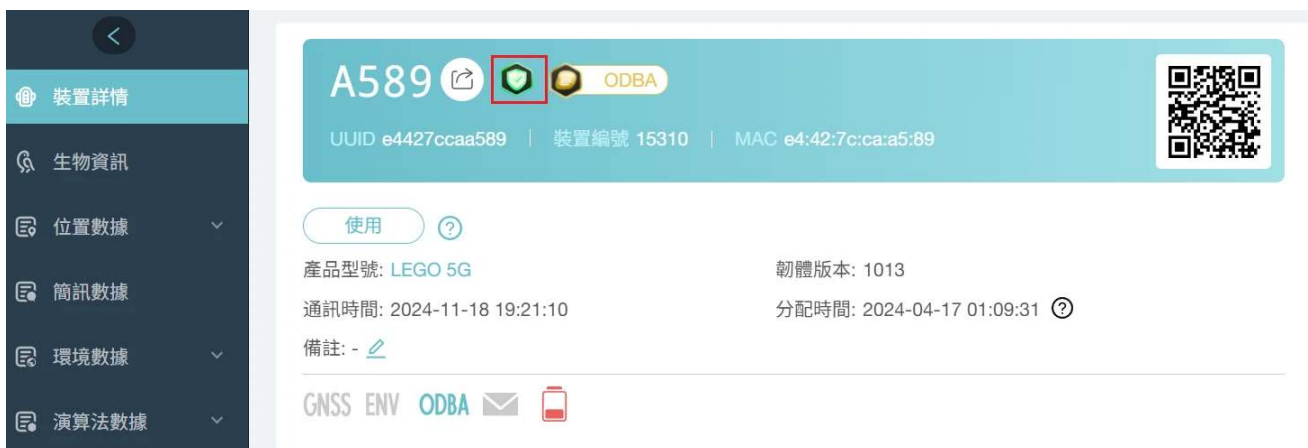 A589 ODBA
UUID e4427ccaa589 | 裝置編號 15310 | MAC e4:42:7c:ca:a5:89
裝置詳情
生物資訊
位置數據
簡訊數據
環境數據
演算法數據
使用 ?
產品型號: LEGO 5G
韌體版本: 1013
通訊時間: 2024-11-18 19:21:10
分配時間: 2024-04-17 01:09:31 ?
備註: -
GNSS ENV ODBA